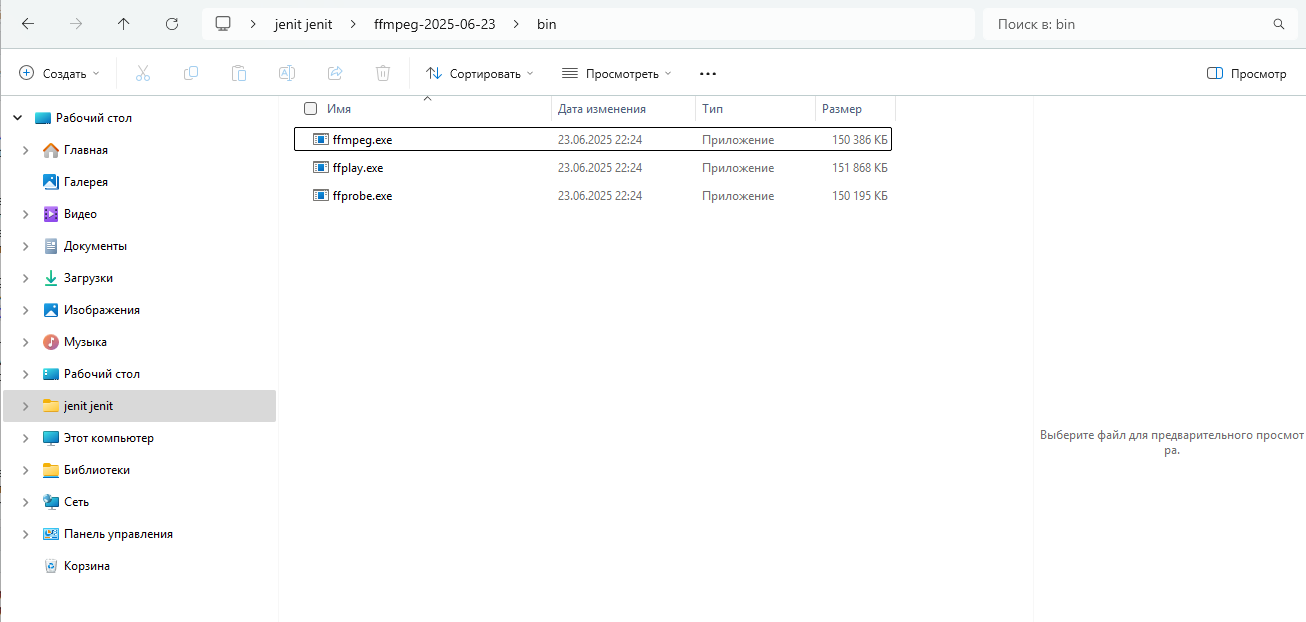 jenit jenit > ffmpeg-2025-06-23 > bin
Поиск в: bin
Создать
Сортировать
Просмотреть
Просмотр
Имя Дата изменения Тип Размер
ffmpeg.exe 23.06.2025 22:24 Приложение 150 386 КБ
ffplay.exe 23.06.2025 22:24 Приложение 151 868 КБ
ffprobe.exe 23.06.2025 22:24 Приложение 150 195 КБ
Рабочий стол
Главная
Галерея
Видео
Документы
Загрузки
Изображения
Музыка
Рабочий стол
jenit jenit
Этот компьютер
Библиотеки
Сеть
Панель управления
Корзина
Выберите файл для предварительного просмот
ра.